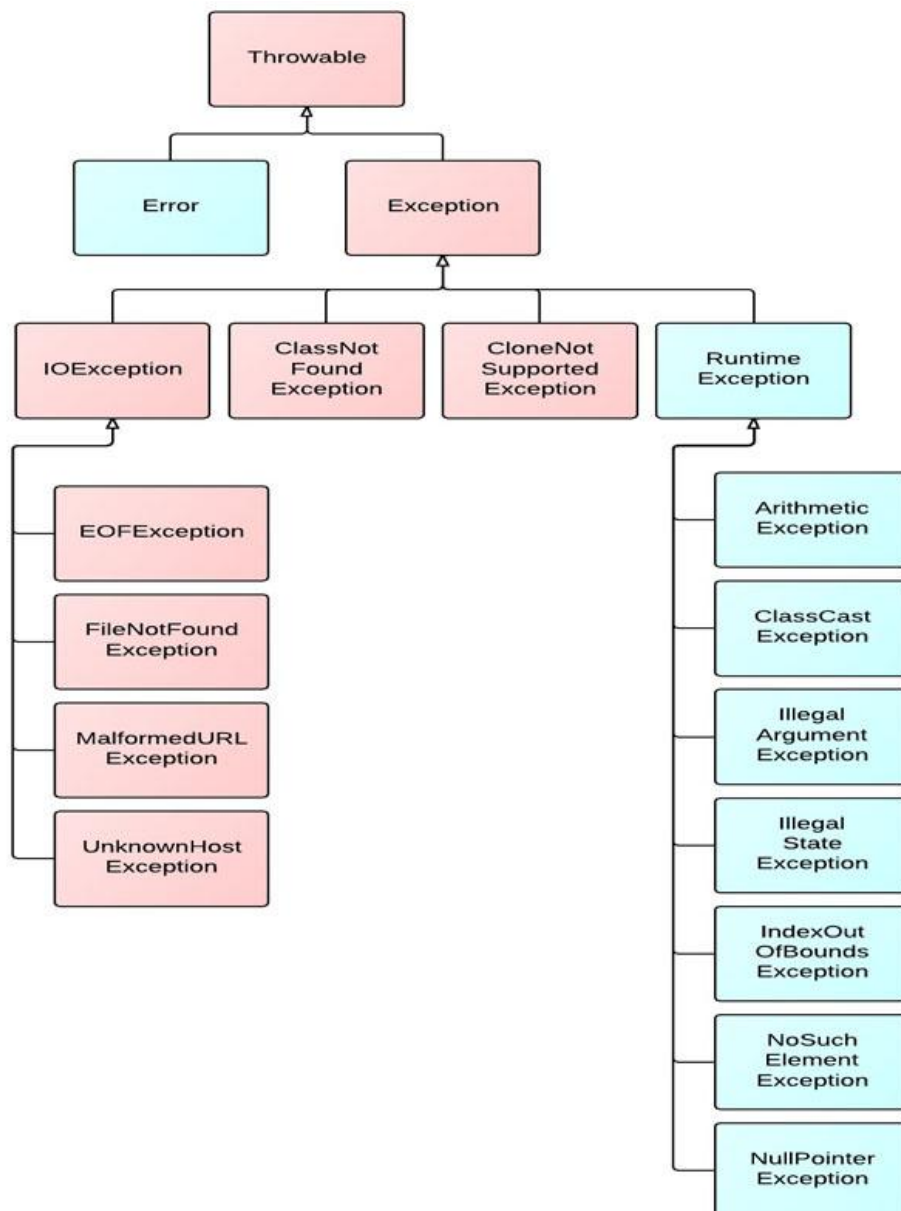 Throwable
Error
Exception
IOException
ClassNot
Found
Exception
CloneNot
Supported
Exception
Runtime
Exception
EOFException
FileNotFound
Exception
MalformedURL
Exception
UnknownHost
Exception
Arithmetic
Exception
ClassCast
Exception
Illegal
Argument
Exception
Illegal
State
Exception
IndexOut
OfBounds
Exception
NoSuch
Element
Exception
NullPointer
Exception